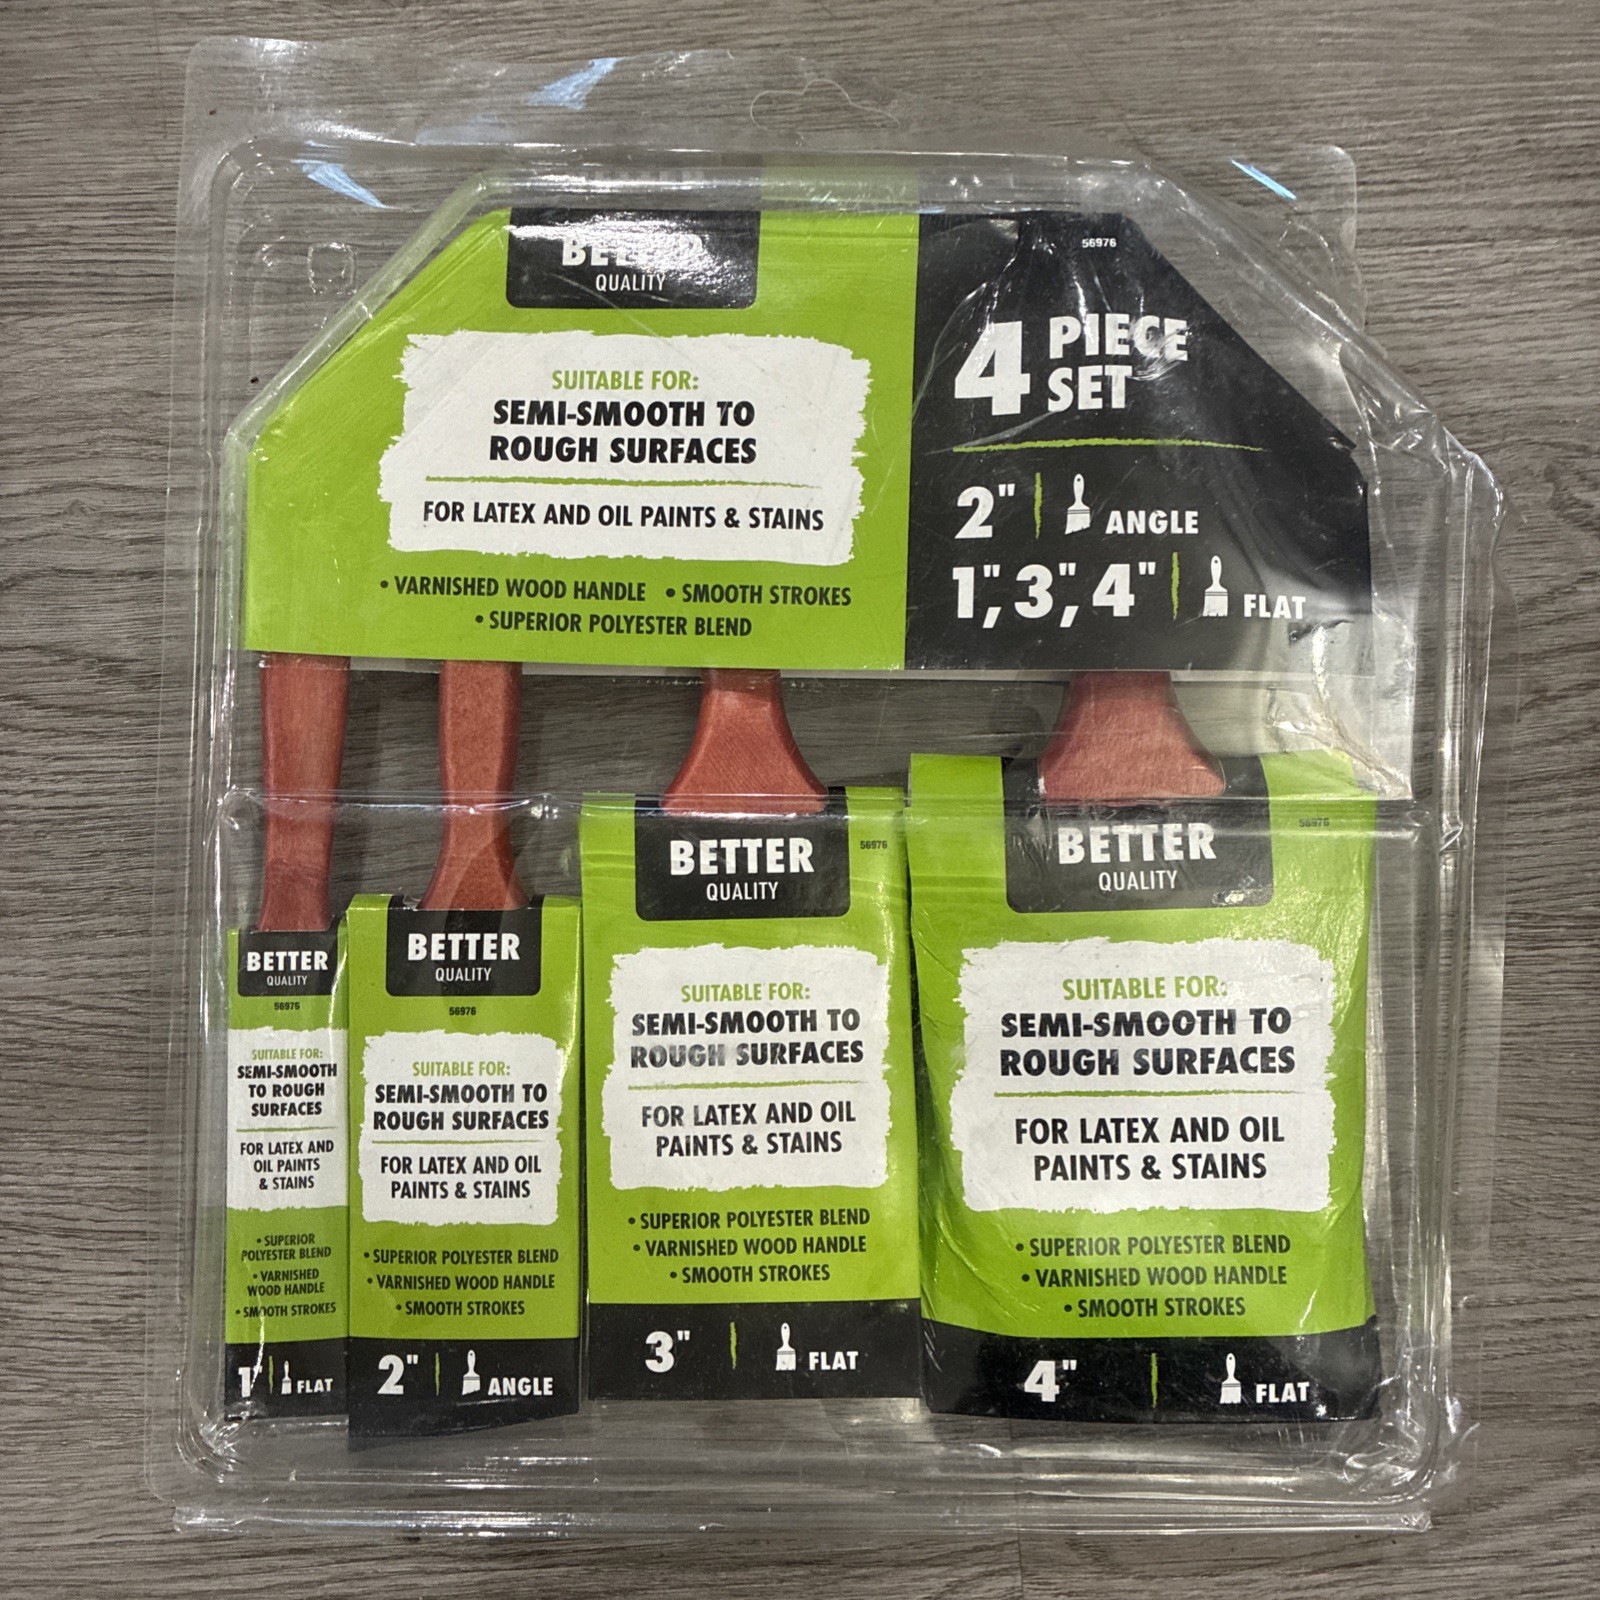 BETTER
QUALITY
SUITABLE FOR:
SEMI-SMOOTH TO
ROUGH SURFACES
FOR LATEX AND OIL PAINTS & STAINS
• VARNISHED WOOD HANDLE • SMOOTH STROKES
• SUPERIOR POLYESTER BLEND
56976
4 PIECE
SET
2" ANGLE
1", 3", 4" FLAT
BETTER
QUALITY
56976
SUITABLE FOR:
SEMI-SMOOTH
TO ROUGH
SURFACES
FOR LATEX AND
OIL PAINTS
& STAINS
• SUPERIOR
POLYESTER BLEND
• VARNISHED
WOOD HANDLE
• SMOOTH STROKES
1" FLAT
BETTER
QUALITY
56976
SUITABLE FOR:
SEMI-SMOOTH TO
ROUGH SURFACES
FOR LATEX AND OIL
PAINTS & STAINS
• SUPERIOR POLYESTER BLEND
• VARNISHED WOOD HANDLE
• SMOOTH STROKES
2" ANGLE
BETTER
QUALITY
56976
SUITABLE FOR:
SEMI-SMOOTH TO
ROUGH SURFACES
FOR LATEX AND OIL
PAINTS & STAINS
• SUPERIOR POLYESTER BLEND
• VARNISHED WOOD HANDLE
• SMOOTH STROKES
3" FLAT
BETTER
QUALITY
56976
SUITABLE FOR:
SEMI-SMOOTH TO
ROUGH SURFACES
FOR LATEX AND OIL
PAINTS & STAINS
• SUPERIOR POLYESTER BLEND
• VARNISHED WOOD HANDLE
• SMOOTH STROKES
4" FLAT